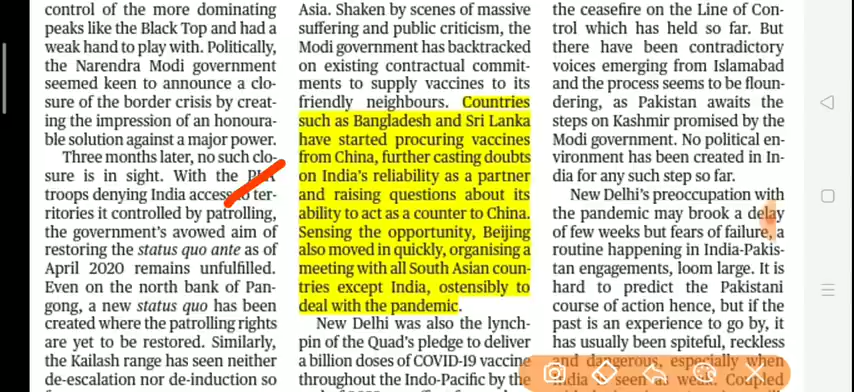 control of the more dominating
peaks like the Black Top and had a
weak hand to play with. Politically,
the Narendra Modi government
seemed keen to announce a clo-
sure of the border crisis by creat-
ing the impression of an honoura-
ble solution against a major power.
Three months later, no such clo-
sure is in sight. With the PLA
troops denying India access to ter-
ritories it controlled by patrolling,
the government's avowed aim of
restoring the status quo ante as of
April 2020 remains unfulfilled.
Even on the north bank of Pan-
gong, a new status quo has been
created where the patrolling rights
are yet to be restored. Similarly,
the Kailash range has seen neither
de-escalation nor de-induction so
Asia. Shaken by scenes of massive
suffering and public criticism, the
Modi government has backtracked
on existing contractual commit-
ments to supply vaccines to its
friendly neighbours. Countries
such as Bangladesh and Sri Lanka
have started procuring vaccines
from China, further casting doubts
on India's reliability as a partner
and raising questions about its
ability to act as a counter to China.
Sensing the opportunity, Beijing
also moved in quickly, organising a
meeting with all South Asian coun-
tries except India, ostensibly to
deal with the pandemic.
New Delhi was also the lynch-
pin of the Quad's pledge to deliver
a billion doses of COVID-19 vaccine
throughout the Indo-Pacific by the
the ceasefire on the Line of Con-
trol which has held so far. But
there have been contradictory
voices emerging from Islamabad
and the process seems to be floun-
dering, as Pakistan awaits the
steps on Kashmir promised by the
Modi government. No political en-
vironment has been created in In-
dia for any such step so far.
New Delhi's preoccupation with
the pandemic may brook a delay
of few weeks but fears of failure, a
routine happening in India-Pakis-
tan engagements, loom large. It is
hard to predict the Pakistani
course of action hence, but if the
past is an experience to go by, it
has usually been spiteful, reckless
and dangerous, especially when
India is seen as weak. Coupled